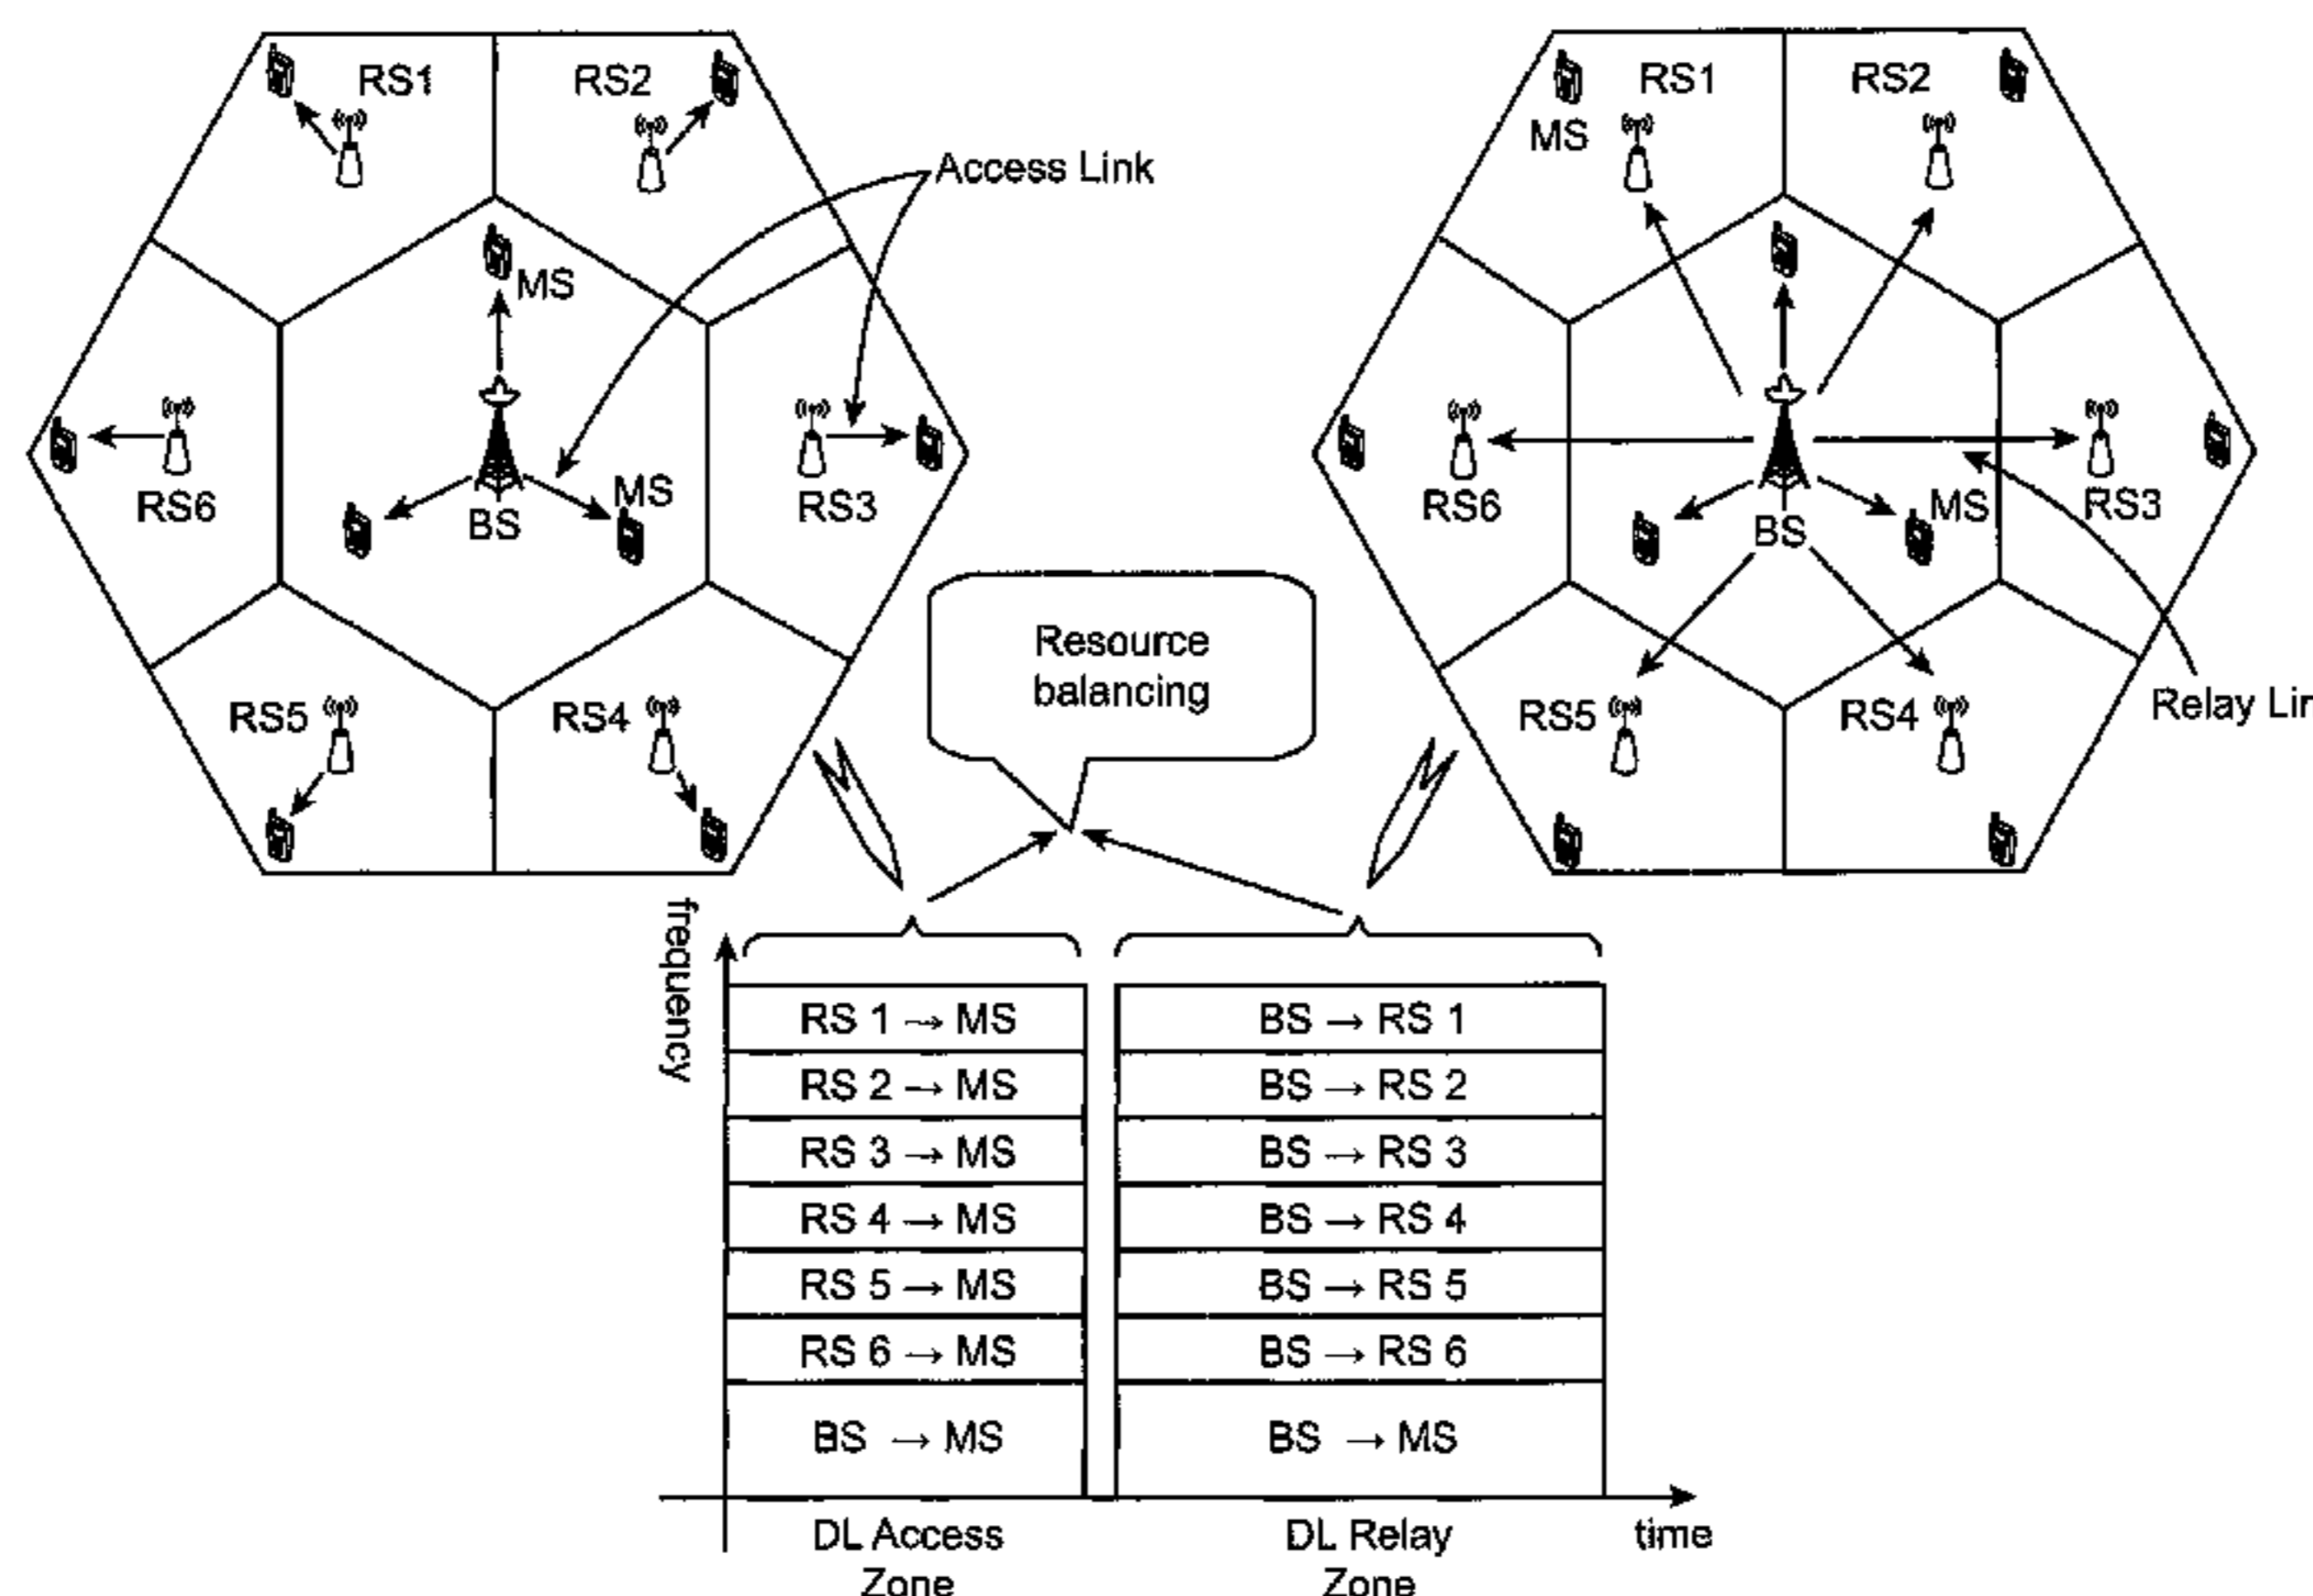 RS1
RS2
Access Link
MS
RS6
BS
MS
RS3
RS5
RS4
RS1
RS2
MS
RS6
BS
MS
RS3
RS5
RS4
Relay
Resource
balancing
frequency
RS 1 → MS
BS → RS 1
RS 2 → MS
BS → RS 2
RS 3 → MS
BS → RS 3
RS 4 → MS
BS → RS 4
RS 5 → MS
BS → RS 5
RS 6 → MS
BS → RS 6
BS → MS
BS → MS
DL Access
Zone
DL Relay
Zone
time